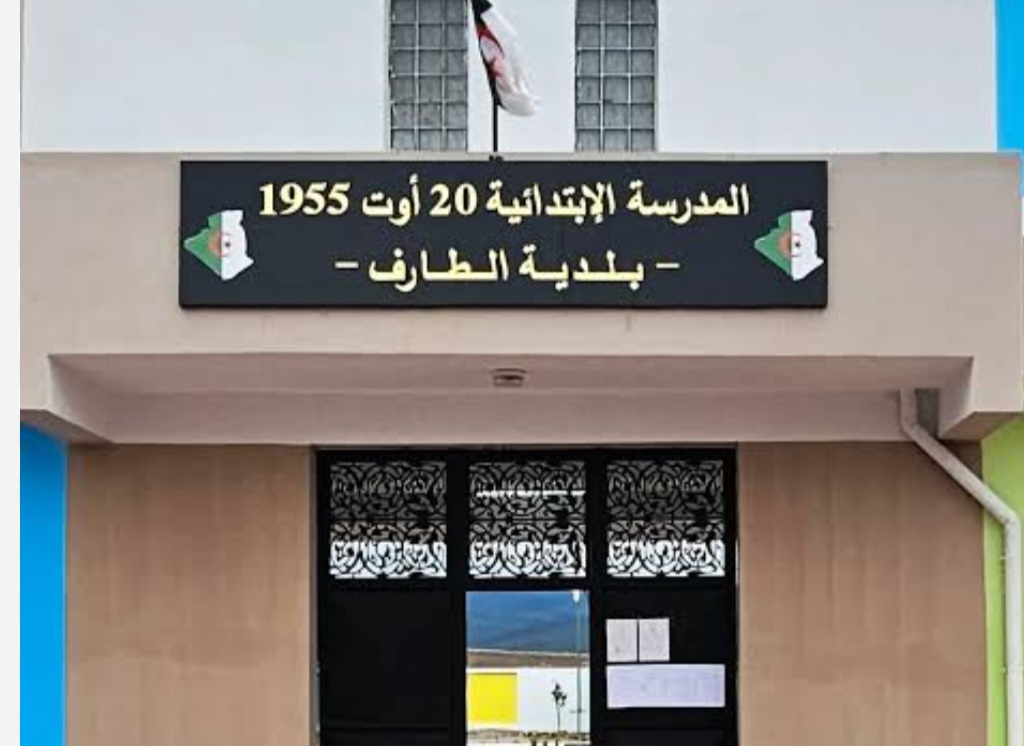 المدرسة الإبتدائية 20 أوت 1955
- بلدية الطارف -